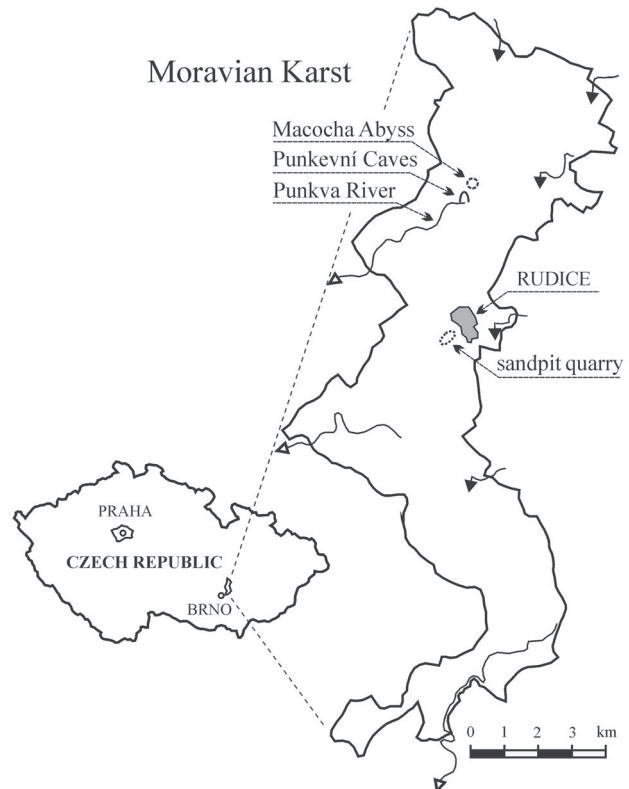 Moravian Karst
Macocha Abyss
Punkevní Caves
Punkva River
RUDICE
sandpit quarry
PRAHA
CZECH REPUBLIC
BRNO
0 1 2 3 km